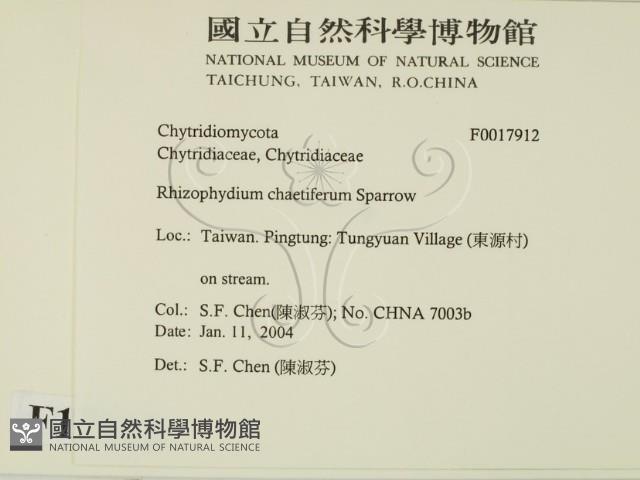 國立自然科學博物館
NATIONAL MUSEUM OF NATURAL SCIENCE
TAICHUNG, TAIWAN, R.O.CHINA
Chytridiomycota F0017912
Chytridiaceae, Chytridiaceae
Rhizophydium chaetiferum Sparrow
Loc.: Taiwan. Pingtung: Tungyuan Village (東源村)
on stream.
Col.: S.F. Chen(陳淑芬); No. CHNA 7003b
Date: Jan. 11, 2004
Det.: S.F. Chen (陳淑芬)
國立自然科學博物館
NATIONAL MUSEUM OF NATURAL SCIENCE